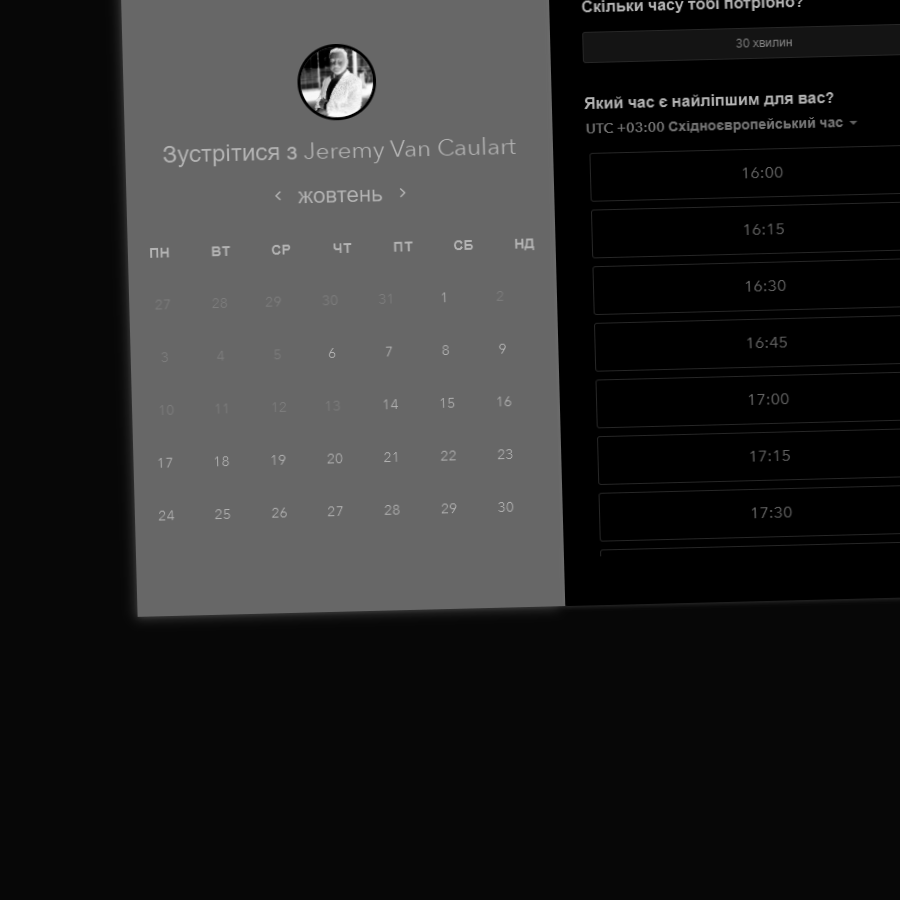 Зустрітися з Jeremy Van Caulart
‹ жовтень ›
ПН ВТ СР ЧТ ПТ СБ НД
27 28 29 30 31 1 2
3 4 5 6 7 8 9
10 11 12 13 14 15 16
17 18 19 20 21 22 23
24 25 26 27 28 29 30
Скільки часу тобі потрібно?
30 хвилин
Який час є найліпшим для вас?
UTC +03:00 Східноєвропейський час
16:00
16:15
16:30
16:45
17:00
17:15
17:30